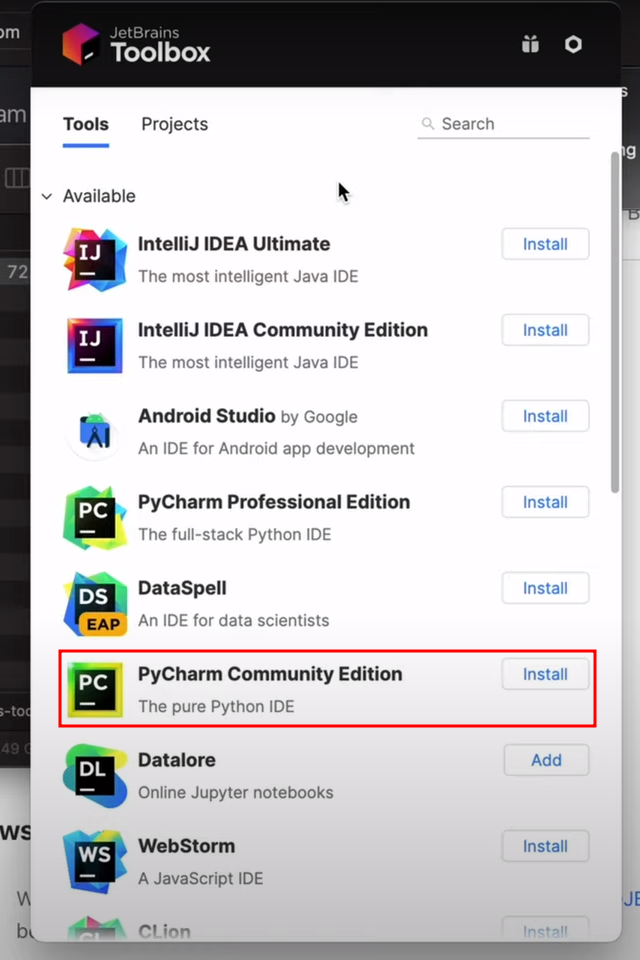 JetBrains
Toolbox
Tools
Projects
Search
Available
IJ
IntelliJ IDEA Ultimate
The most intelligent Java IDE
Install
IJ
IntelliJ IDEA Community Edition
The most intelligent Java IDE
Install
Android Studio by Google
An IDE for Android app development
Install
PC
PyCharm Professional Edition
The full-stack Python IDE
Install
DS
EAP
DataSpell
An IDE for data scientists
Install
PC
PyCharm Community Edition
The pure Python IDE
Install
DL
Datalore
Online Jupyter notebooks
Add
WS
WebStorm
A JavaScript IDE
Install
CLion
Install
72